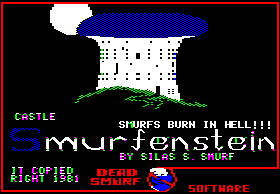 CASTLE
SMURFS BURN IN HELL!!!
Smurfenstein
BY SILAS S. SMURF
IT COPIED
RIGHT 1981
DEAD
SMURF
SOFTWARE